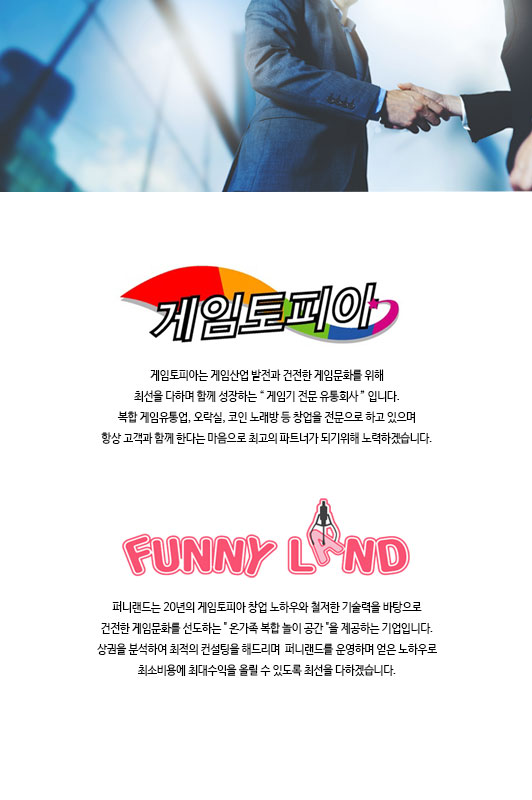 게임토피아
게임토피아는 게임산업 발전과 건전한 게임문화를 위해
최선을 다하며 함께 성장하는 “ 게임기 전문 유통회사 ” 입니다.
복합 게임유통업, 오락실, 코인 노래방 등 창업을 전문으로 하고 있으며
항상 고객과 함께 한다는 마음으로 최고의 파트너가 되기위해 노력하겠습니다.
FUNNY LAND
퍼니랜드는 20년의 게임토피아 창업 노하우와 철저한 기술력을 바탕으로
건전한 게임문화를 선도하는 " 온가족 복합 놀이 공간 "을 제공하는 기업입니다.
상권을 분석하여 최적의 컨설팅을 해드리며 퍼니랜드를 운영하며 얻은 노하우로
최소비용에 최대수익을 올릴 수 있도록 최선을 다하겠습니다.